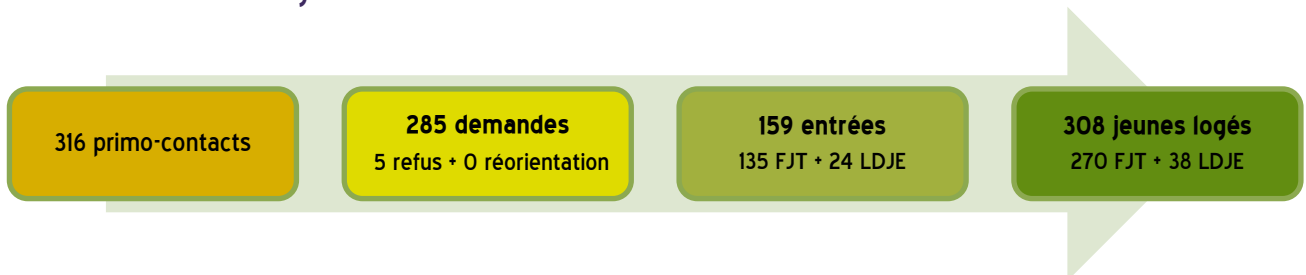 316 primo-contacts
285 demandes
5 refus + 0 réorientation
159 entrées
135 FJT + 24 LDJE
308 jeunes logés
270 FJT + 38 LDJE